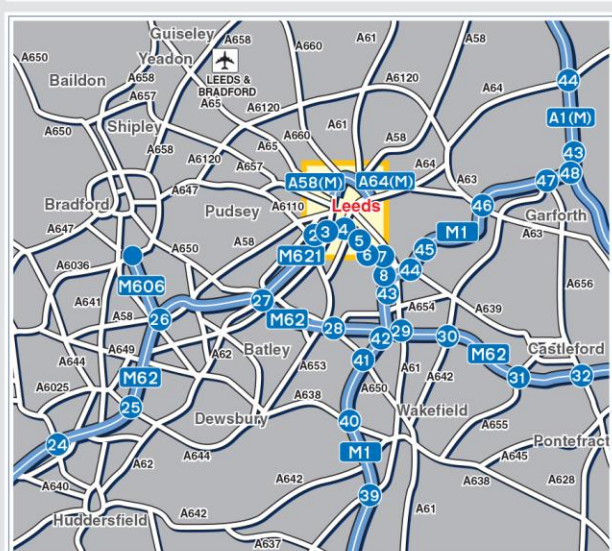 Guiseley
A658
A61
A58
A650
Yeadon
A660
LEEDS &
BRADFORD
A658
A6120
44
Baildon
A657
A65
A64
A6120
A61
A1(M)
A650
Shipley
A660
A58
A658
A65
43
A6120
A657
A64
48
A58(M)
A64(M)
A63
47
A647
Bradford
Pudsey
A6110
Leeds
46
Garforth
A647
A58
2
3
4
5
M1
A63
A650
M621
6
7
45
A6036
8
44
M606
43
A656
A641
27
A654
A639
A58
26
M62
28
42
29
30
A649
A62
Batley
M62
Castleford
A644
A653
41
A61
M62
A650
A642
31
32
A6025
25
A638
Dewsbury
Wakefield
40
A655
24
A644
Pontefract
A62
M1
A645
A640
A638
A628
39
A642
Huddersfield
A61
A637